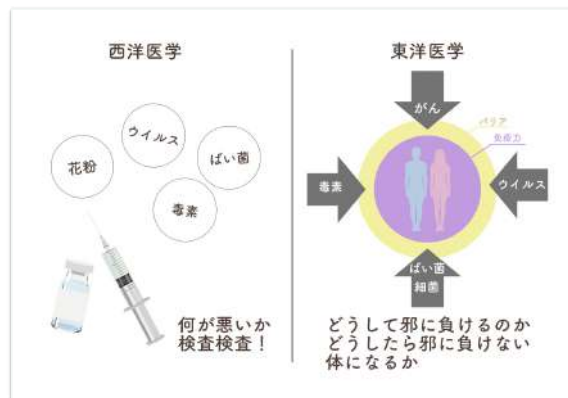 西洋医学
花粉
ウイルス
ばい菌
毒素
何が悪いか
検査検査！
東洋医学
がん
バリア
免疫力
毒素
ウイルス
ばい菌
細菌
どうして邪に負けるのか
どうしたら邪に負けない
体になるか